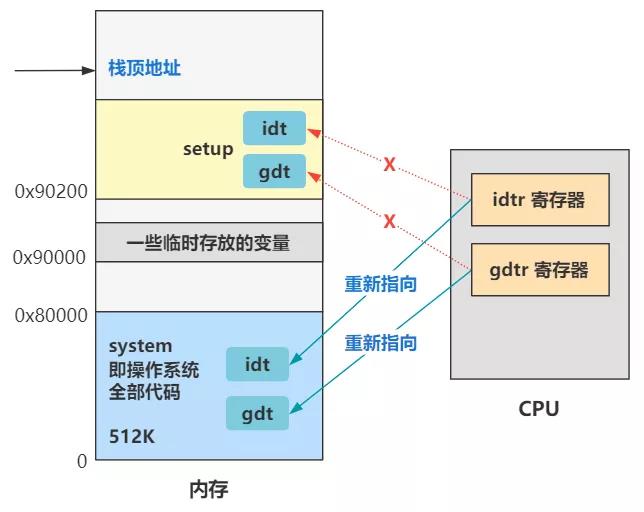 栈顶地址
idt
setup
gdt
X
X
0x90200
idtr 寄存器
一些临时存放的变量
0x90000
gdtr 寄存器
重新指向
0x80000
重新指向
system
即操作系统
全部代码
idt
gdt
512K
CPU
0
内存